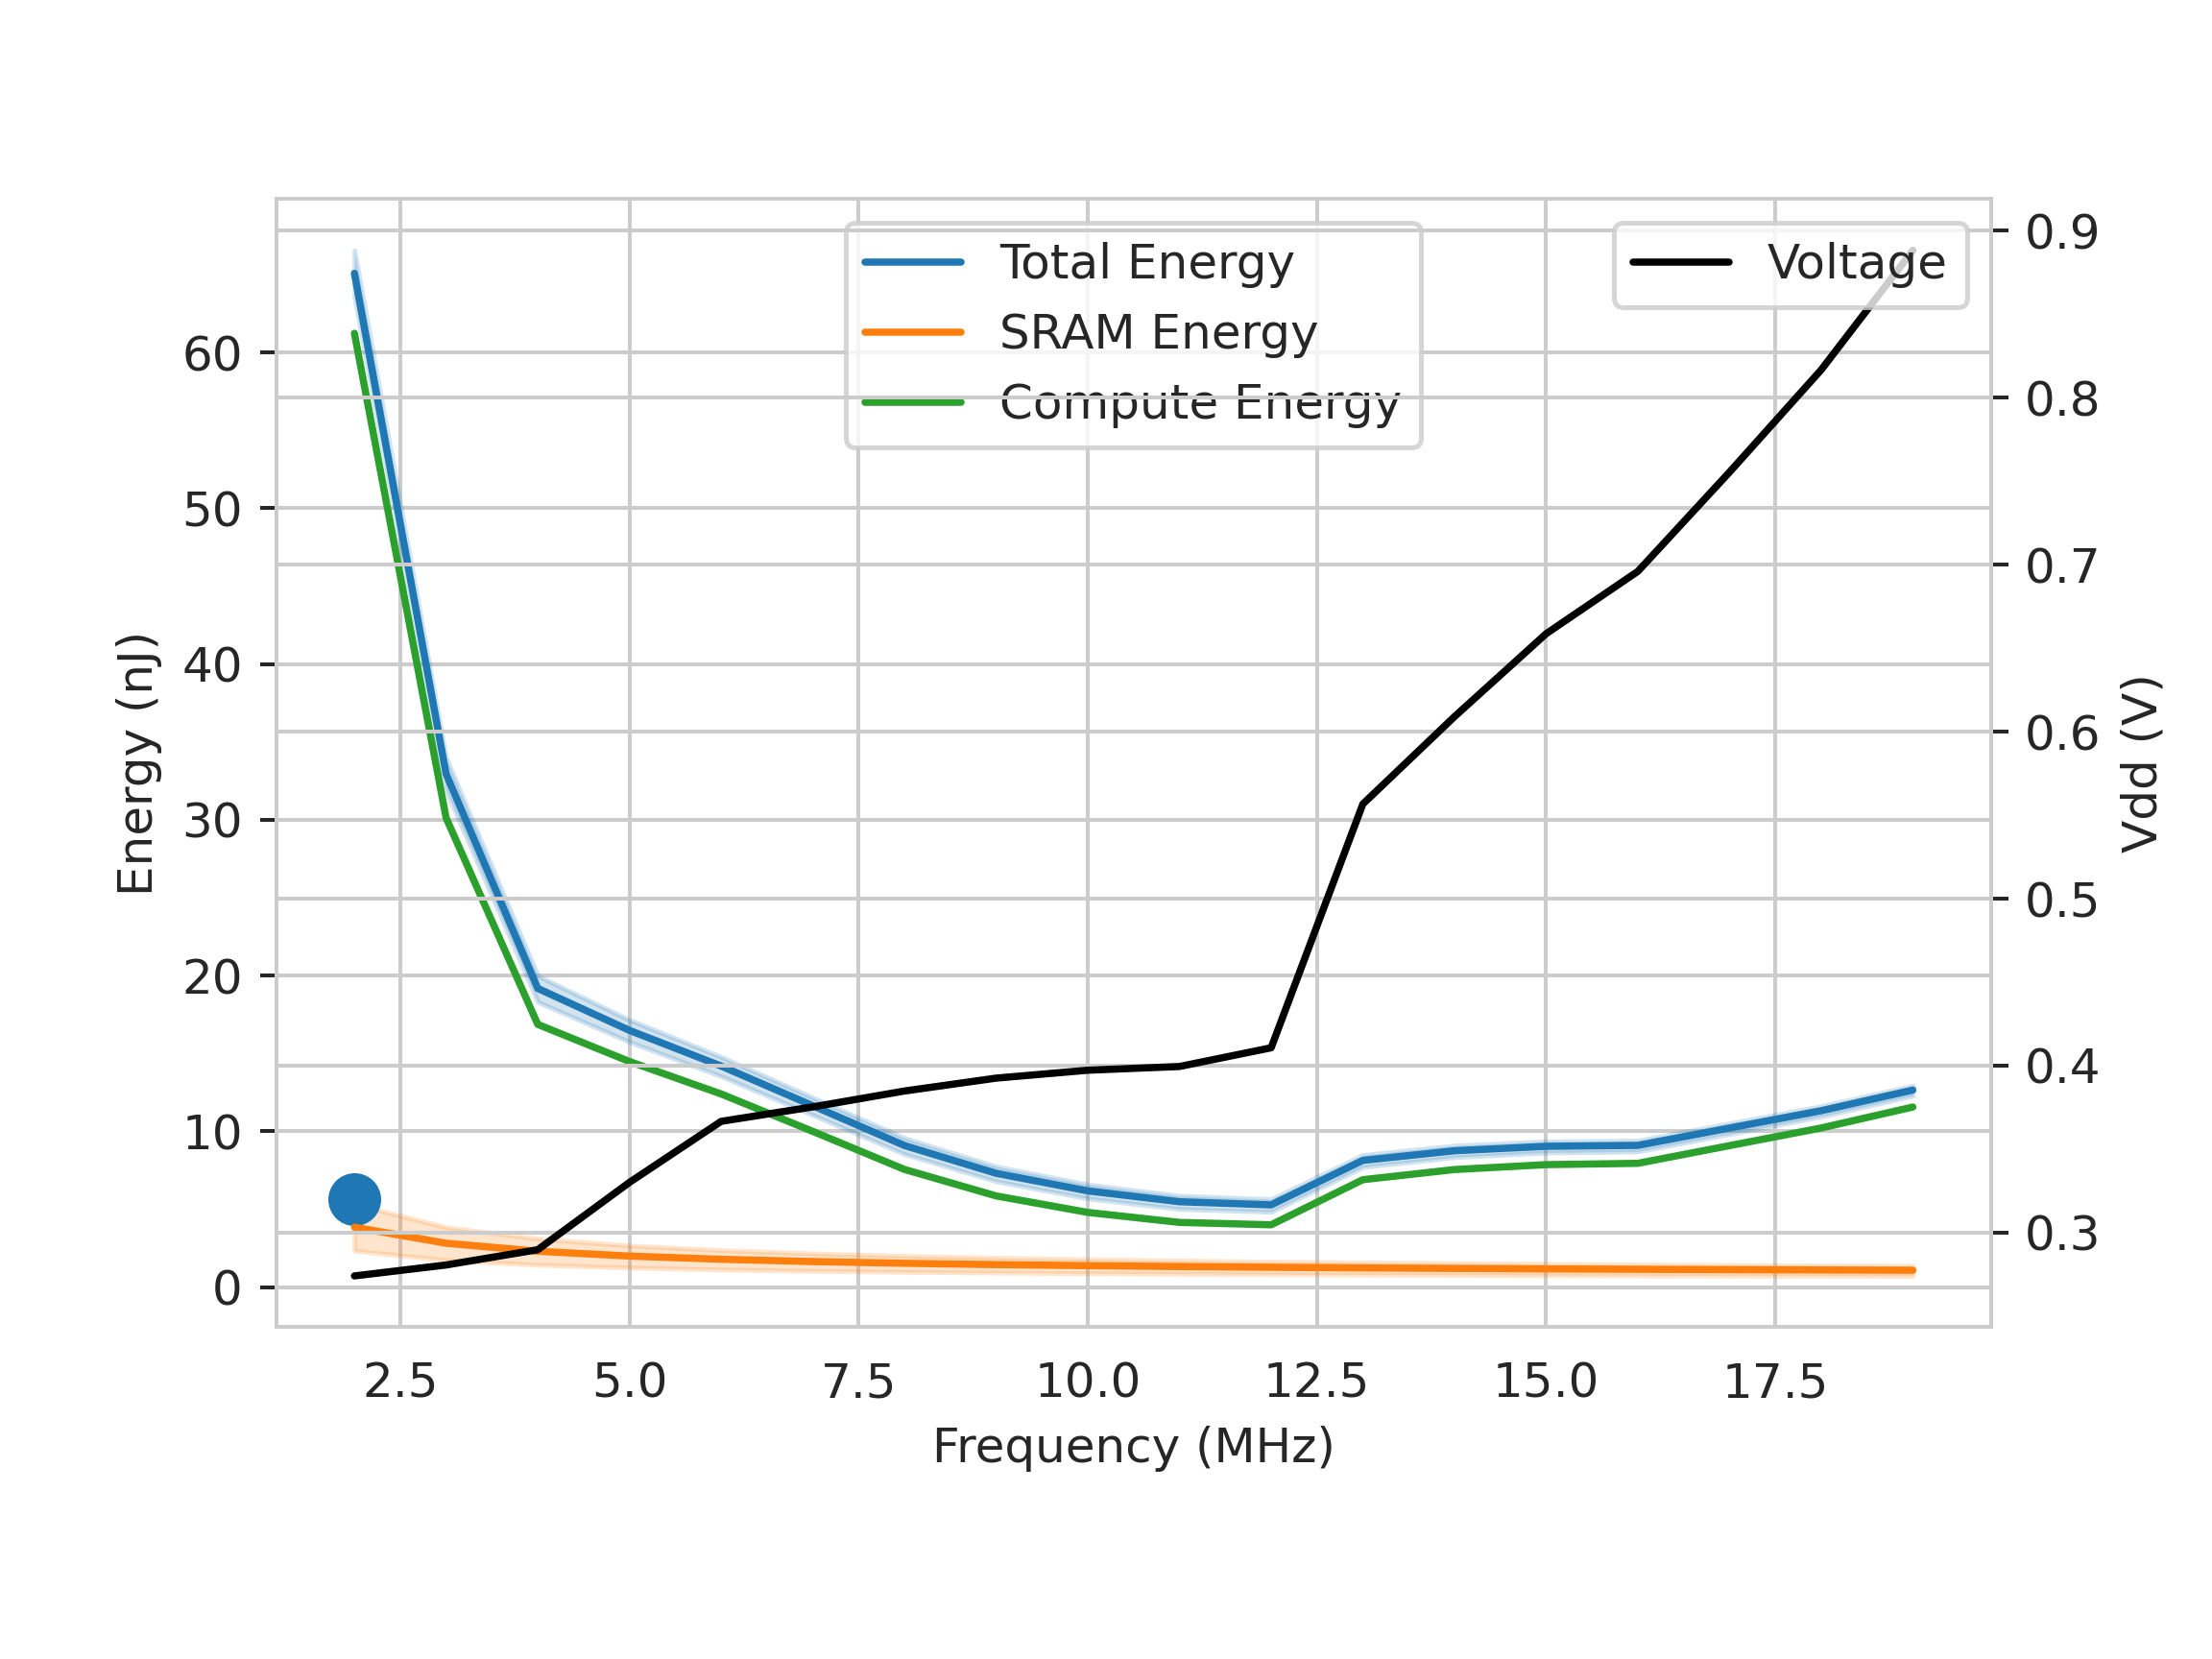 Total Energy
SRAM Energy
Compute Energy
Voltage
60
50
40
30
20
10
0
Energy (nJ)
0.9
0.8
0.7
0.6
0.5
0.4
0.3
Vdd (V)
2.5 5.0 7.5 10.0 12.5 15.0 17.5
Frequency (MHz)